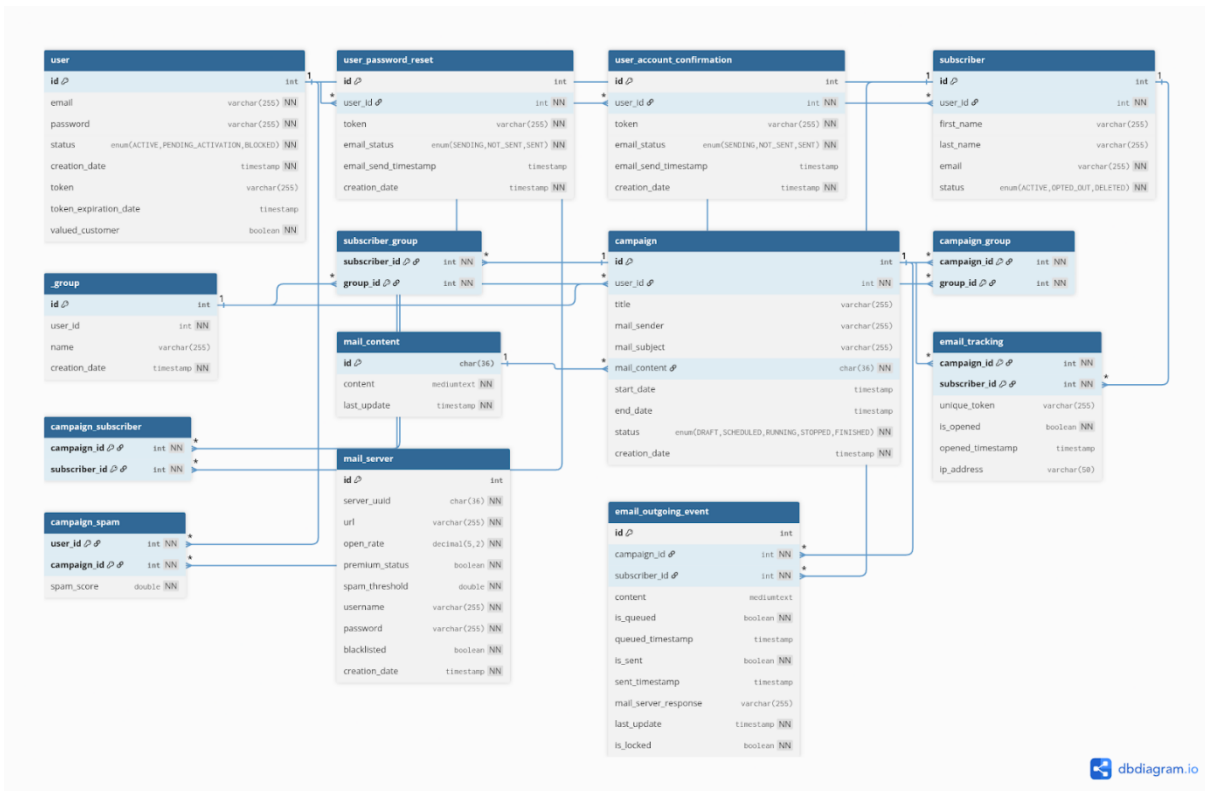 user
id int
email varchar(255) NN
password varchar(255) NN
status enum(ACTIVE,PENDING_ACTIVATION,BLOCKED) NN
creation_date timestamp NN
token varchar(255)
token_expiration_date timestamp
valued_customer boolean NN
1
user_password_reset
id int
* user_id int NN
token varchar(255) NN
email_status enum(SENDING,NOT_SENT,SENT) NN
email_send_timestamp timestamp
creation_date timestamp NN
user_account_confirmation
id int
* user_id int NN
token varchar(255) NN
email_status enum(SENDING,NOT_SENT,SENT) NN
email_send_timestamp timestamp
creation_date timestamp NN
subscriber
1 id int 1
* user_id int NN
first_name varchar(255)
last_name varchar(255)
email varchar(255) NN
status enum(ACTIVE,OPTED_OUT,DELETED) NN
_group
id int 1
user_id int NN
name varchar(255)
creation_date timestamp NN
subscriber_group
subscriber_id int NN *
* group_id int NN
campaign
1 id int 1
* user_id int NN
title varchar(255)
mail_sender varchar(255)
mail_subject varchar(255)
* mail_content char(36) NN
start_date timestamp
end_date timestamp
status enum(DRAFT,SCHEDULED,RUNNING,STOPPED,FINISHED) NN
creation_date timestamp NN
campaign_group
* campaign_id int NN
* group_id int NN
mail_content
id char(36) 1
content mediumtext NN
last_update timestamp NN
email_tracking
* campaign_id int NN
subscriber_id int NN *
unique_token varchar(255)
is_opened boolean NN
opened_timestamp timestamp
ip_address varchar(50)
campaign_subscriber
campaign_id int NN *
subscriber_id int NN *
mail_server
id int
server_uuid char(36) NN
url varchar(255) NN
open_rate decimal(5,2) NN
premium_status boolean NN
spam_threshold double NN
username varchar(255) NN
password varchar(255) NN
blacklisted boolean NN
creation_date timestamp NN
campaign_spam
user_id int NN *
campaign_id int NN *
spam_score double NN
email_outgoing_event
id int
campaign_id int NN *
subscriber_id int NN *
content mediumtext
is_queued boolean NN
queued_timestamp timestamp
is_sent boolean NN
sent_timestamp timestamp
mail_server_response varchar(255)
last_update timestamp NN
is_locked boolean NN
dbdiagram.io